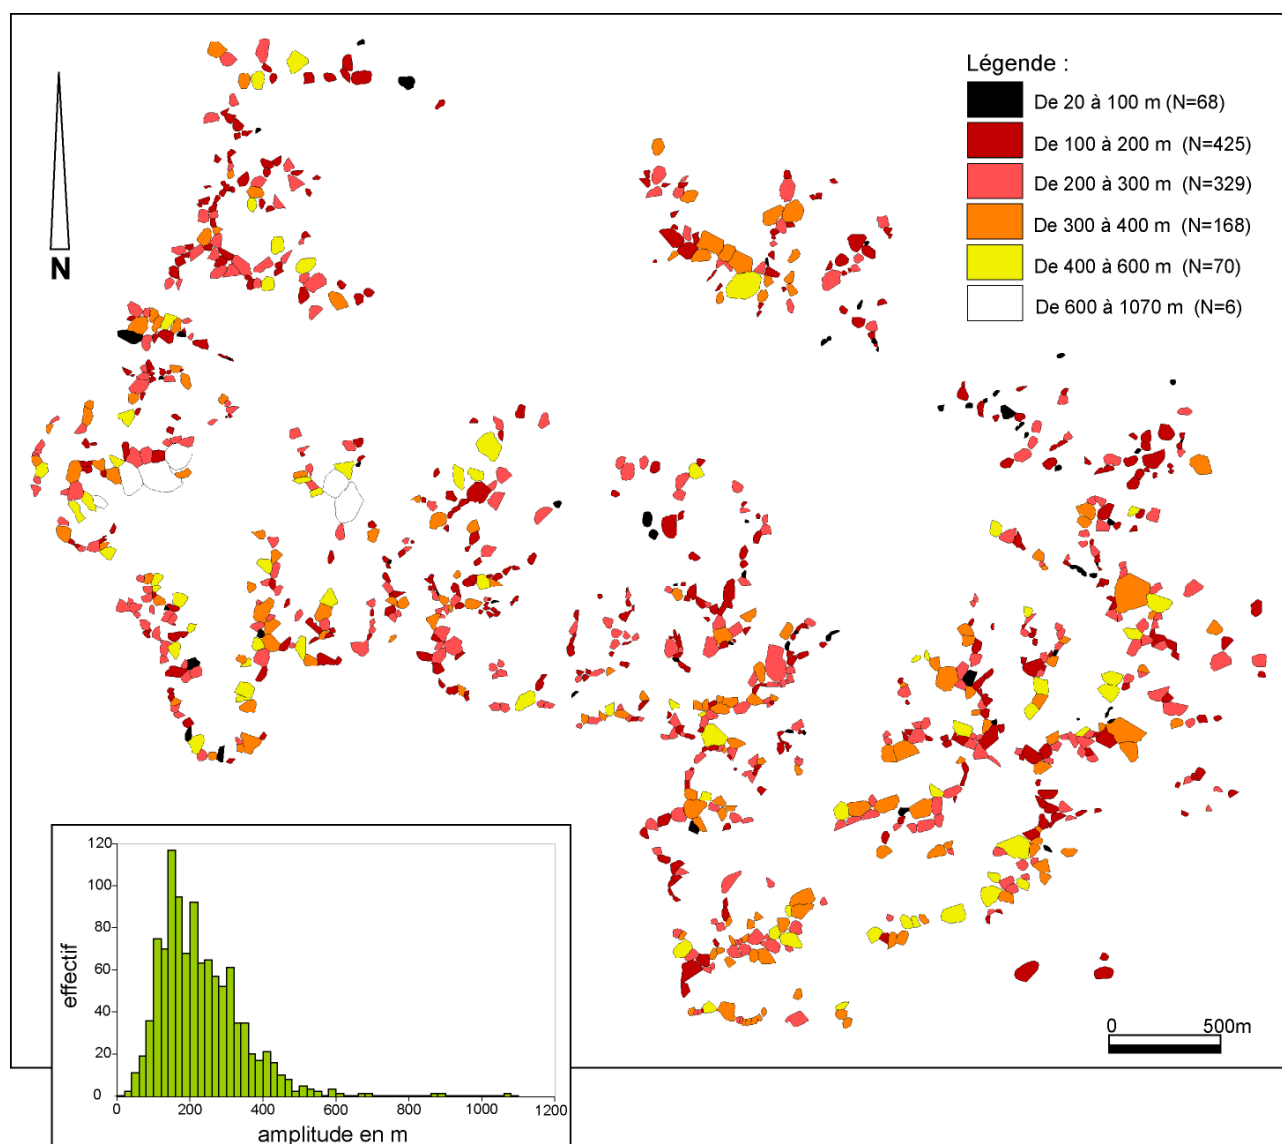 Légende :
De 20 à 100 m (N=68)
De 100 à 200 m (N=425)
De 200 à 300 m (N=329)
De 300 à 400 m (N=168)
De 400 à 600 m (N=70)
De 600 à 1070 m (N=6)
N
0 500m
120
100
80
60
40
20
0
effectif
0 200 400 600 800 1000 1200
amplitude en m